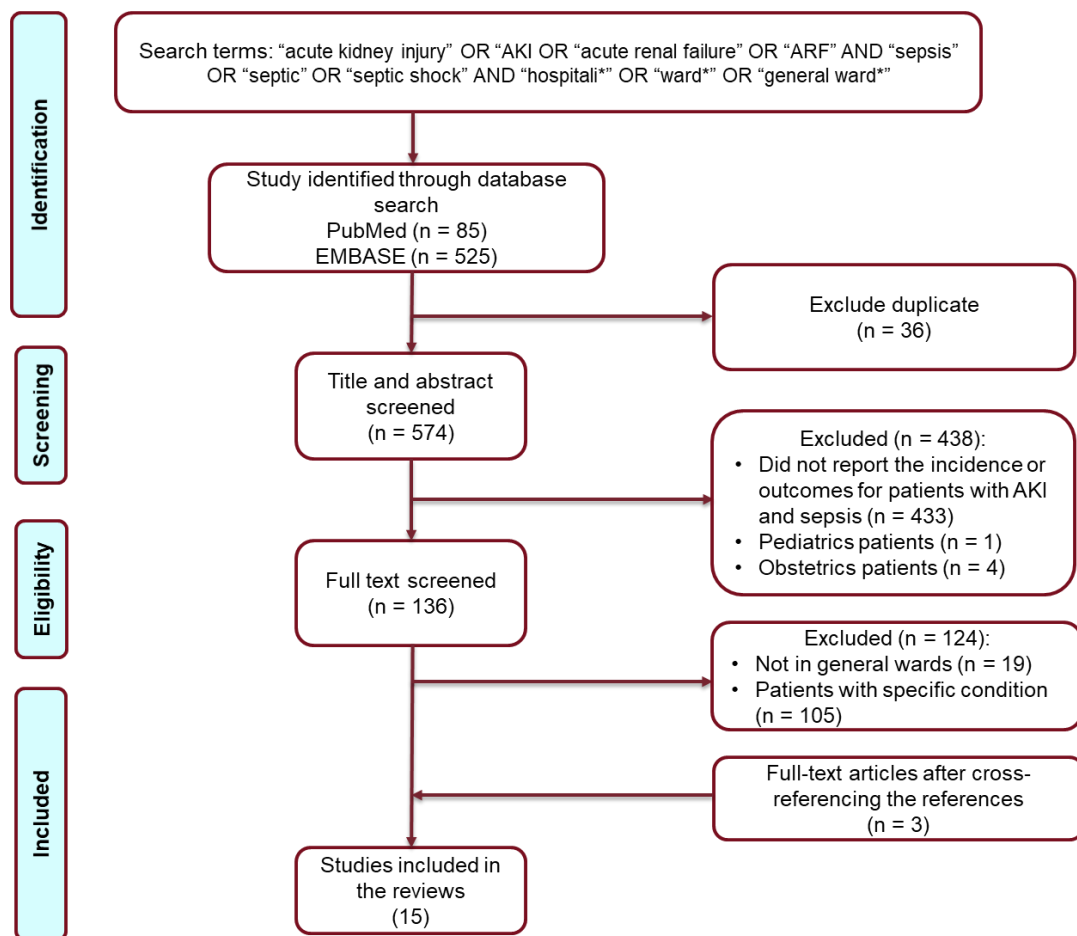 Identification
Search terms: “acute kidney injury” OR “AKI OR “acute renal failure” OR “ARF” AND “sepsis”
OR “septic” OR “septic shock” AND “hospitali*” OR “ward*” OR “general ward*”
Study identified through database
search
PubMed (n = 85)
EMBASE (n = 525)
Exclude duplicate
(n = 36)
Screening
Title and abstract
screened
(n = 574)
Excluded (n = 438):
• Did not report the incidence or
outcomes for patients with AKI
and sepsis (n = 433)
• Pediatrics patients (n = 1)
• Obstetrics patients (n = 4)
Eligibility
Full text screened
(n = 136)
Excluded (n = 124):
• Not in general wards (n = 19)
• Patients with specific condition
(n = 105)
Included
Full-text articles after cross-
referencing the references
(n = 3)
Studies included in
the reviews
(15)